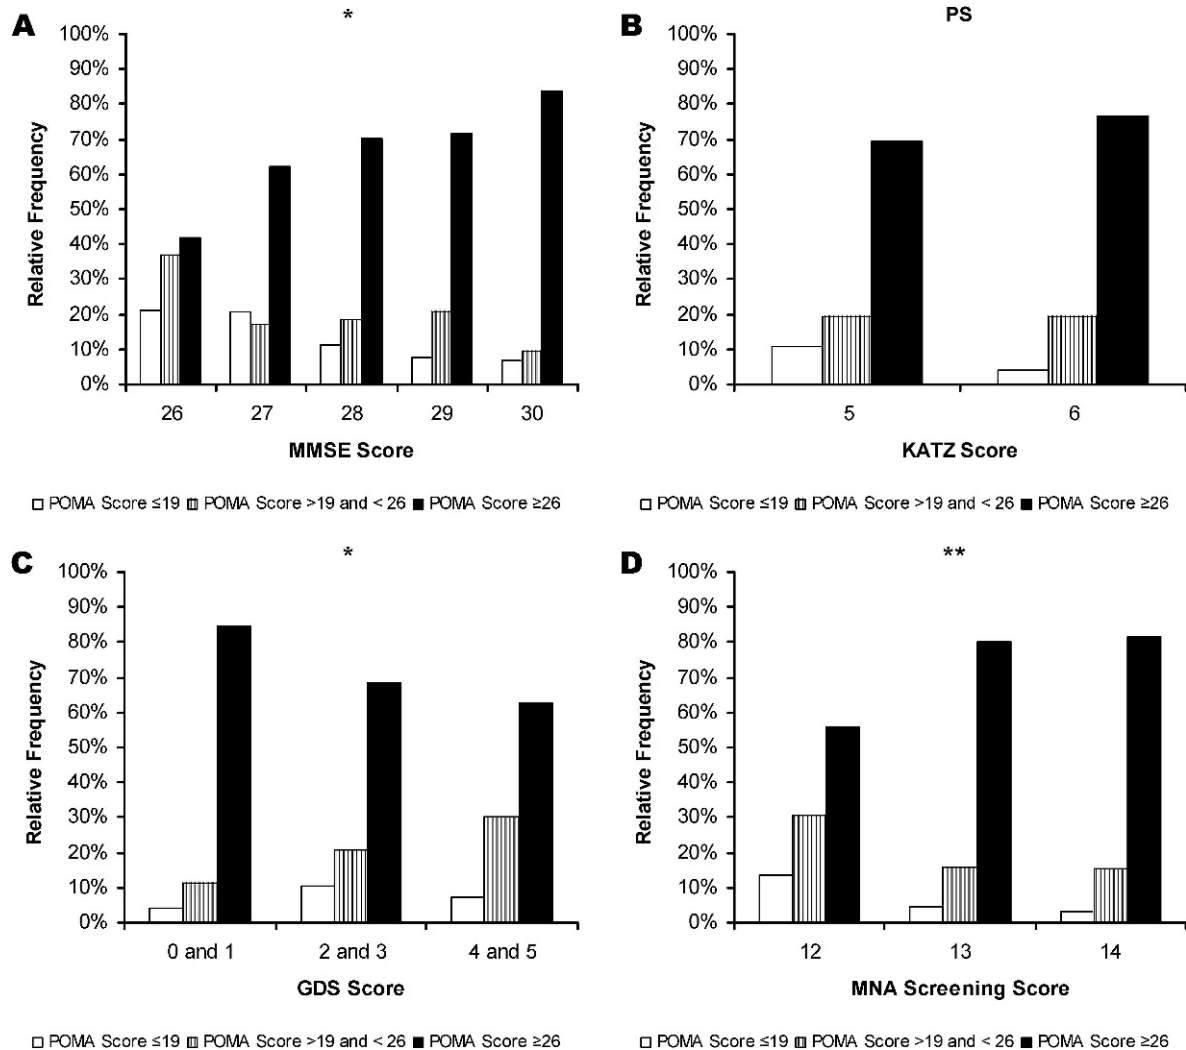 A
*
100%
90%
80%
70%
60%
50%
40%
30%
20%
10%
0%
Relative Frequency
26 27 28 29 30
MMSE Score
POMA Score ≤19 POMA Score >19 and < 26 POMA Score ≥26
B
PS
100%
90%
80%
70%
60%
50%
40%
30%
20%
10%
0%
Relative Frequency
5 6
KATZ Score
POMA Score ≤19 POMA Score >19 and < 26 POMA Score ≥26
C
*
100%
90%
80%
70%
60%
50%
40%
30%
20%
10%
0%
Relative Frequency
0 and 1 2 and 3 4 and 5
GDS Score
POMA Score ≤19 POMA Score >19 and < 26 POMA Score ≥26
D
**
100%
90%
80%
70%
60%
50%
40%
30%
20%
10%
0%
Relative Frequency
12 13 14
MNA Screening Score
POMA Score ≤19 POMA Score >19 and < 26 POMA Score ≥26